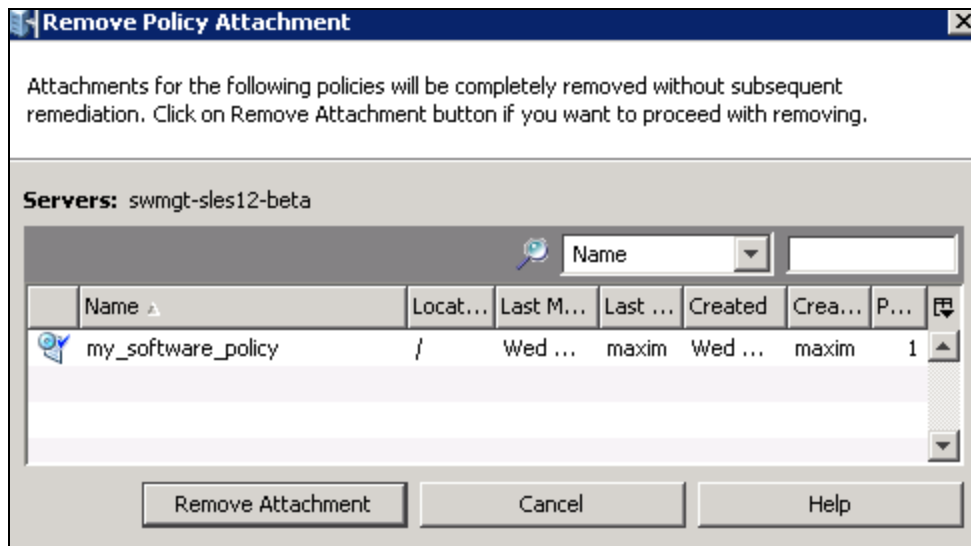 Remove Policy Attachment
Attachments for the following policies will be completely removed without subsequent
remediation. Click on Remove Attachment button if you want to proceed with removing.
Servers: swmgt-sles12-beta
Name
Name Locat... Last M... Last ... Created Crea... P...
my_software_policy / Wed ... maxim Wed ... maxim 1
Remove Attachment Cancel Help